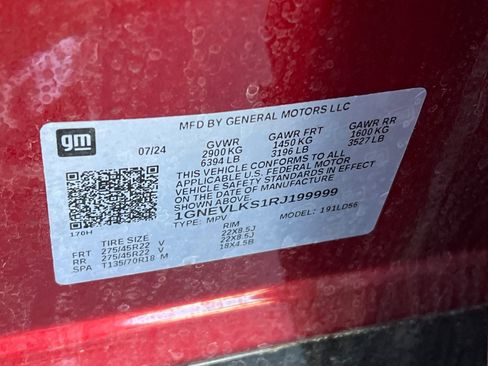 MFD BY GENERAL MOTORS LLC
gm
07/24 GVWR GAWR FRT GAWR RR
2900 KG 1450 KG 1600 KG
6394 LB 3196 LB 3527 LB
THIS VEHICLE CONFORMS TO ALL
APPLICABLE U.S. FEDERAL MOTOR
VEHICLE SAFETY STANDARDS IN EFFECT
ON THE DATE OF MANUFACTURE
1GNEVLKS1RJ199999
170H
TYPE: MPV MODEL: 191LD56
TIRE SIZE RIM
FRT 275/45R22 V 22X8.5J
RR 275/45R22 V 22X8.5J
SPA T135/70R18 M 18X4.5B